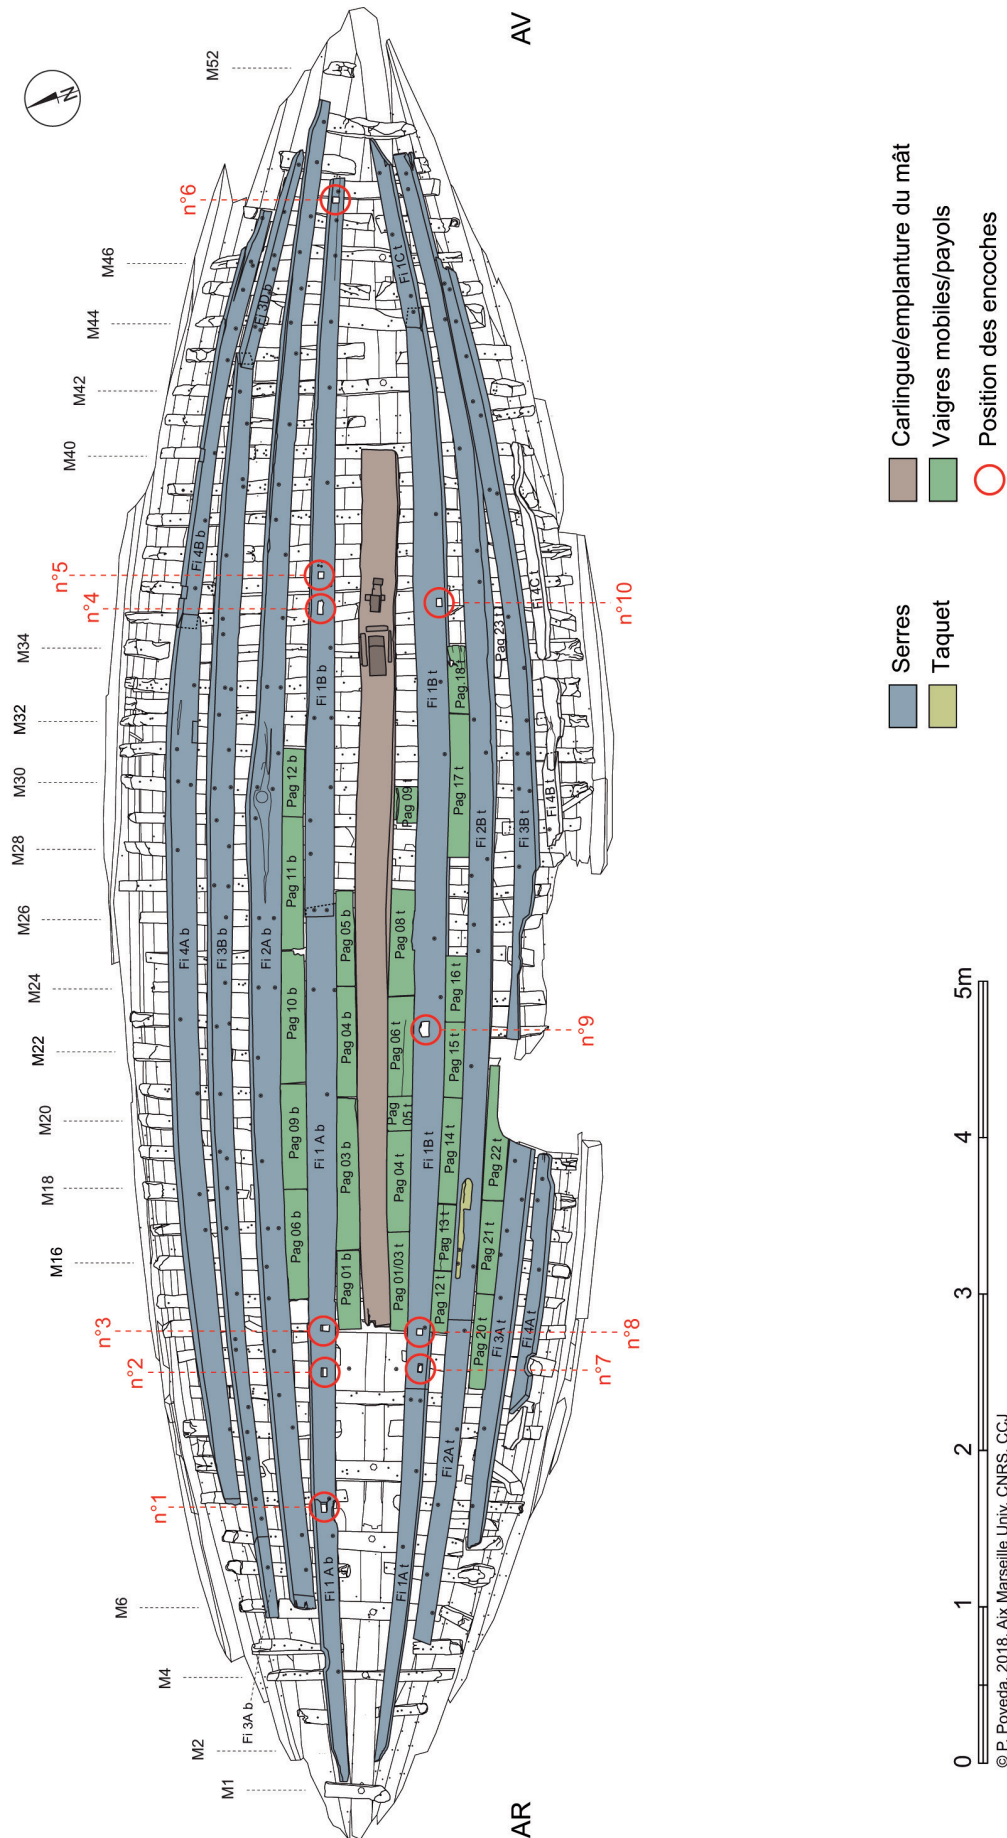 AV
M52
M46
M44
M42
M40
M34
M32
M30
M28
M26
M24
M22
M20
M18
M16
M6
M4
M2
M1
AR
N
n°6
n°5
n°4
n°3
n°2
n°1
n°10
n°9
n°8
n°7
Fi 4B b
Fi 4A b
Fi 3D b
Fi 3B b
Fi 3A b
Fi 2A b
Fi 1B b
Fi 1 A b
Fi 1 A b
Pag 12 b
Pag 11 b
Pag 10 b
Pag 09 b
Pag 06 b
Pag 05 b
Pag 04 b
Pag 03 b
Pag 01 b
Pag 09 t
Pag 08 t
Pag 06 t
Pag
05 t
Pag 04 t
Pag 01/03 t
Fi 1C t
Fi 1B t
Fi 1B t
Fi 1A t
Pag.18 t
Pag 17 t
Pag 16 t
Pag 15 t
Pag 14 t
Pag 13 t
Pag 12 t
Fi 2B t
Fi 2A t
Pag 23 t
Pag 22 t
Pag 21 t
Pag 20 t
Fi 3B t
Fi 3A t
Fi 4C t
Fi 4B t
Fi 4A t
Serres
Taquet
Carlingue/emplanture du mât
Vaigres mobiles/payols
Position des encoches
0 1 2 3 4 5m
© P. Poveda, 2018, Aix Marseille Univ, CNRS, CCJ